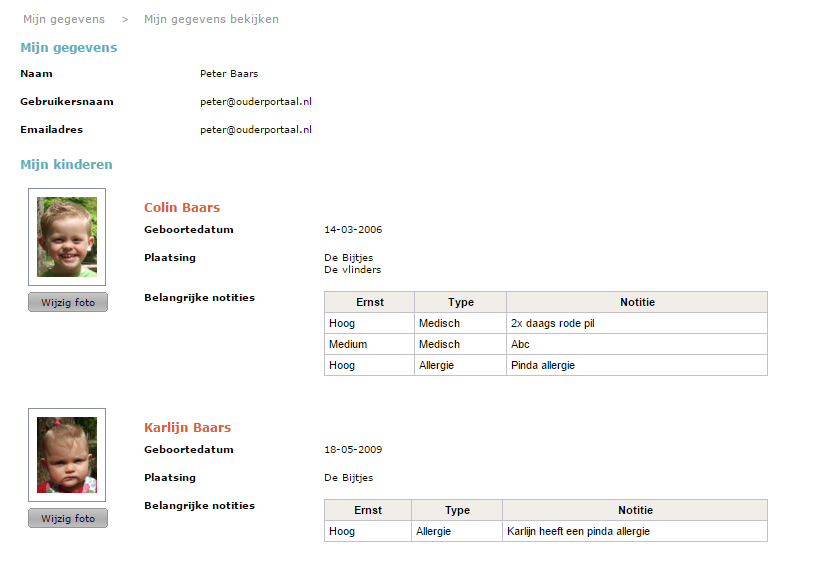 Mijn gegevens > Mijn gegevens bekijken
Mijn gegevens
Naam Peter Baars
Gebruikersnaam peter@ouderportaal.nl
Emailadres peter@ouderportaal.nl
Mijn kinderen
Colin Baars
Geboortedatum 14-03-2006
Plaatsing De Bijtjes
De vlinders
Wijzig foto
Belangrijke notities
Ernst Type Notitie
Hoog Medisch 2x daags rode pil
Medium Medisch Abc
Hoog Allergie Pinda allergie
Karlijn Baars
Geboortedatum 18-05-2009
Plaatsing De Bijtjes
Wijzig foto
Belangrijke notities
Ernst Type Notitie
Hoog Allergie Karlijn heeft een pinda allergie